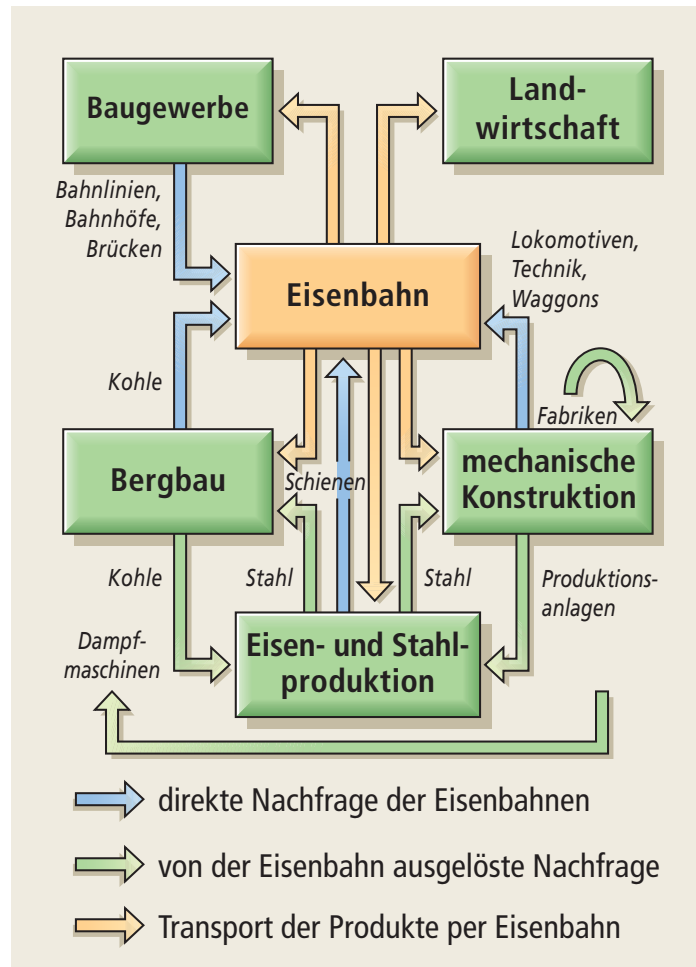 Baugewerbe
Land-
wirtschaft
Bahnlinien,
Bahnhöfe,
Brücken
Lokomotiven,
Technik,
Waggons
Eisenbahn
Kohle
Fabriken
Bergbau
Schienen
mechanische
Konstruktion
Kohle
Stahl
Stahl
Produktions-
anlagen
Dampf-
maschinen
Eisen- und Stahl-
produktion
direkte Nachfrage der Eisenbahnen
von der Eisenbahn ausgelöste Nachfrage
Transport der Produkte per Eisenbahn